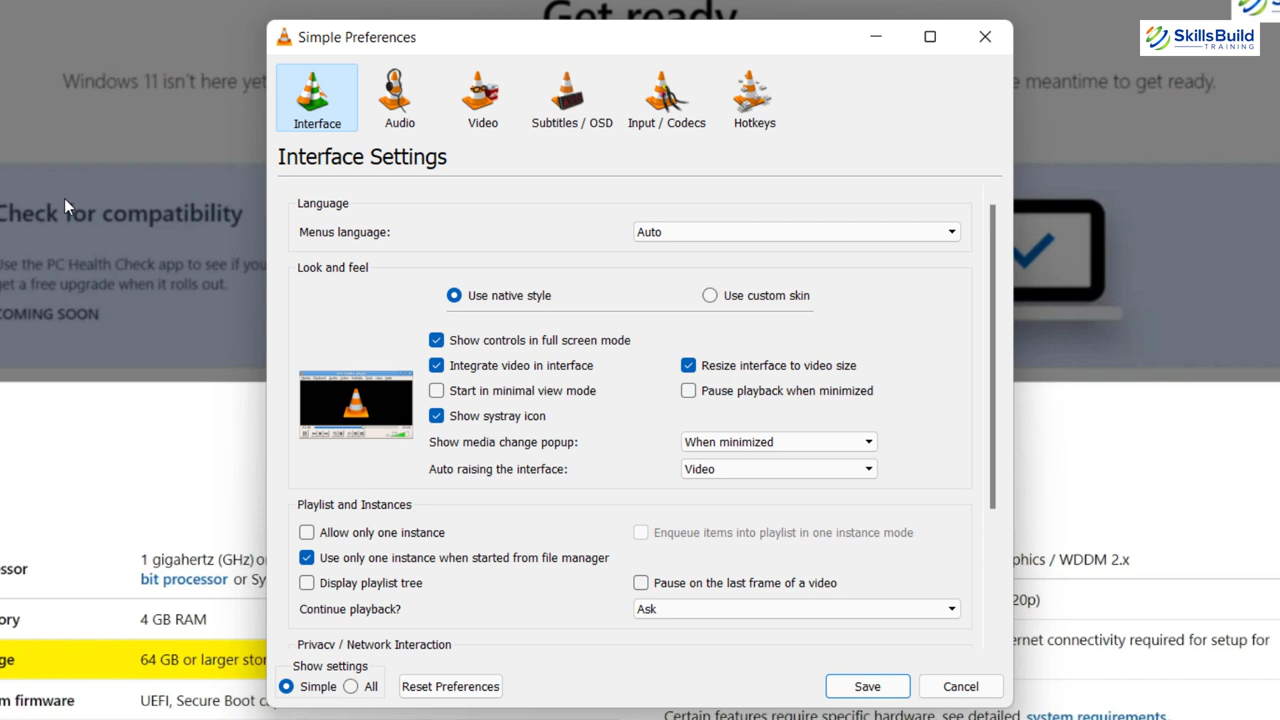 Get ready
SkillsBuild
TRAINING
Simple Preferences
Windows 11 isn't here yet
e meantime to get ready.
Interface
Audio
Video
Subtitles / OSD
Input / Codecs
Hotkeys
Interface Settings
Language
Menus language:
Auto
Check for compatibility
Use the PC Health Check app to see if you
get a free upgrade when it rolls out.
COMING SOON
Look and feel
Use native style
Use custom skin
Show controls in full screen mode
Integrate video in interface
Resize interface to video size
Start in minimal view mode
Pause playback when minimized
Show systray icon
Show media change popup:
When minimized
Auto raising the interface:
Video
Playlist and Instances
Allow only one instance
Enqueue items into playlist in one instance mode
Use only one instance when started from file manager
Display playlist tree
Pause on the last frame of a video
Continue playback?
Ask
Privacy / Network Interaction
Show settings
Simple
All
Reset Preferences
Save
Cancel
ssor
1 gigahertz (GHz) o
bit processor or Sy
ory
4 GB RAM
ge
64 GB or larger stor
m firmware
UEFI, Secure Boot c
phics / WDDM 2.x
20p)
ernet connectivity required for setup for
Certain features require specific hardware, see detailed system requirements.